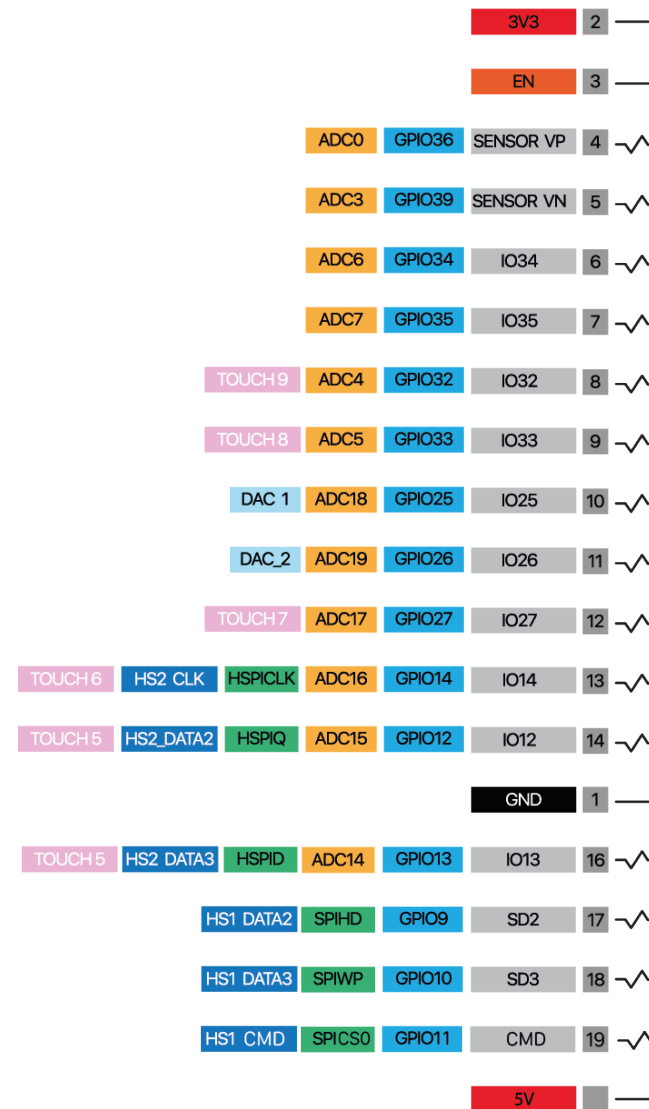 3V3 2
EN 3
ADC0 GPIO36 SENSOR VP 4
ADC3 GPIO39 SENSOR VN 5
ADC6 GPIO34 IO34 6
ADC7 GPIO35 IO35 7
TOUCH 9 ADC4 GPIO32 IO32 8
TOUCH 8 ADC5 GPIO33 IO33 9
DAC 1 ADC18 GPIO25 IO25 10
DAC_2 ADC19 GPIO26 IO26 11
TOUCH 7 ADC17 GPIO27 IO27 12
TOUCH 6 HS2 CLK HSPICLK ADC16 GPIO14 IO14 13
TOUCH 5 HS2_DATA2 HSPIQ ADC15 GPIO12 IO12 14
GND 1
TOUCH 5 HS2 DATA3 HSPID ADC14 GPIO13 IO13 16
HS1 DATA2 SPIHD GPIO9 SD2 17
HS1 DATA3 SPIWP GPIO10 SD3 18
HS1 CMD SPICS0 GPIO11 CMD 19
5V